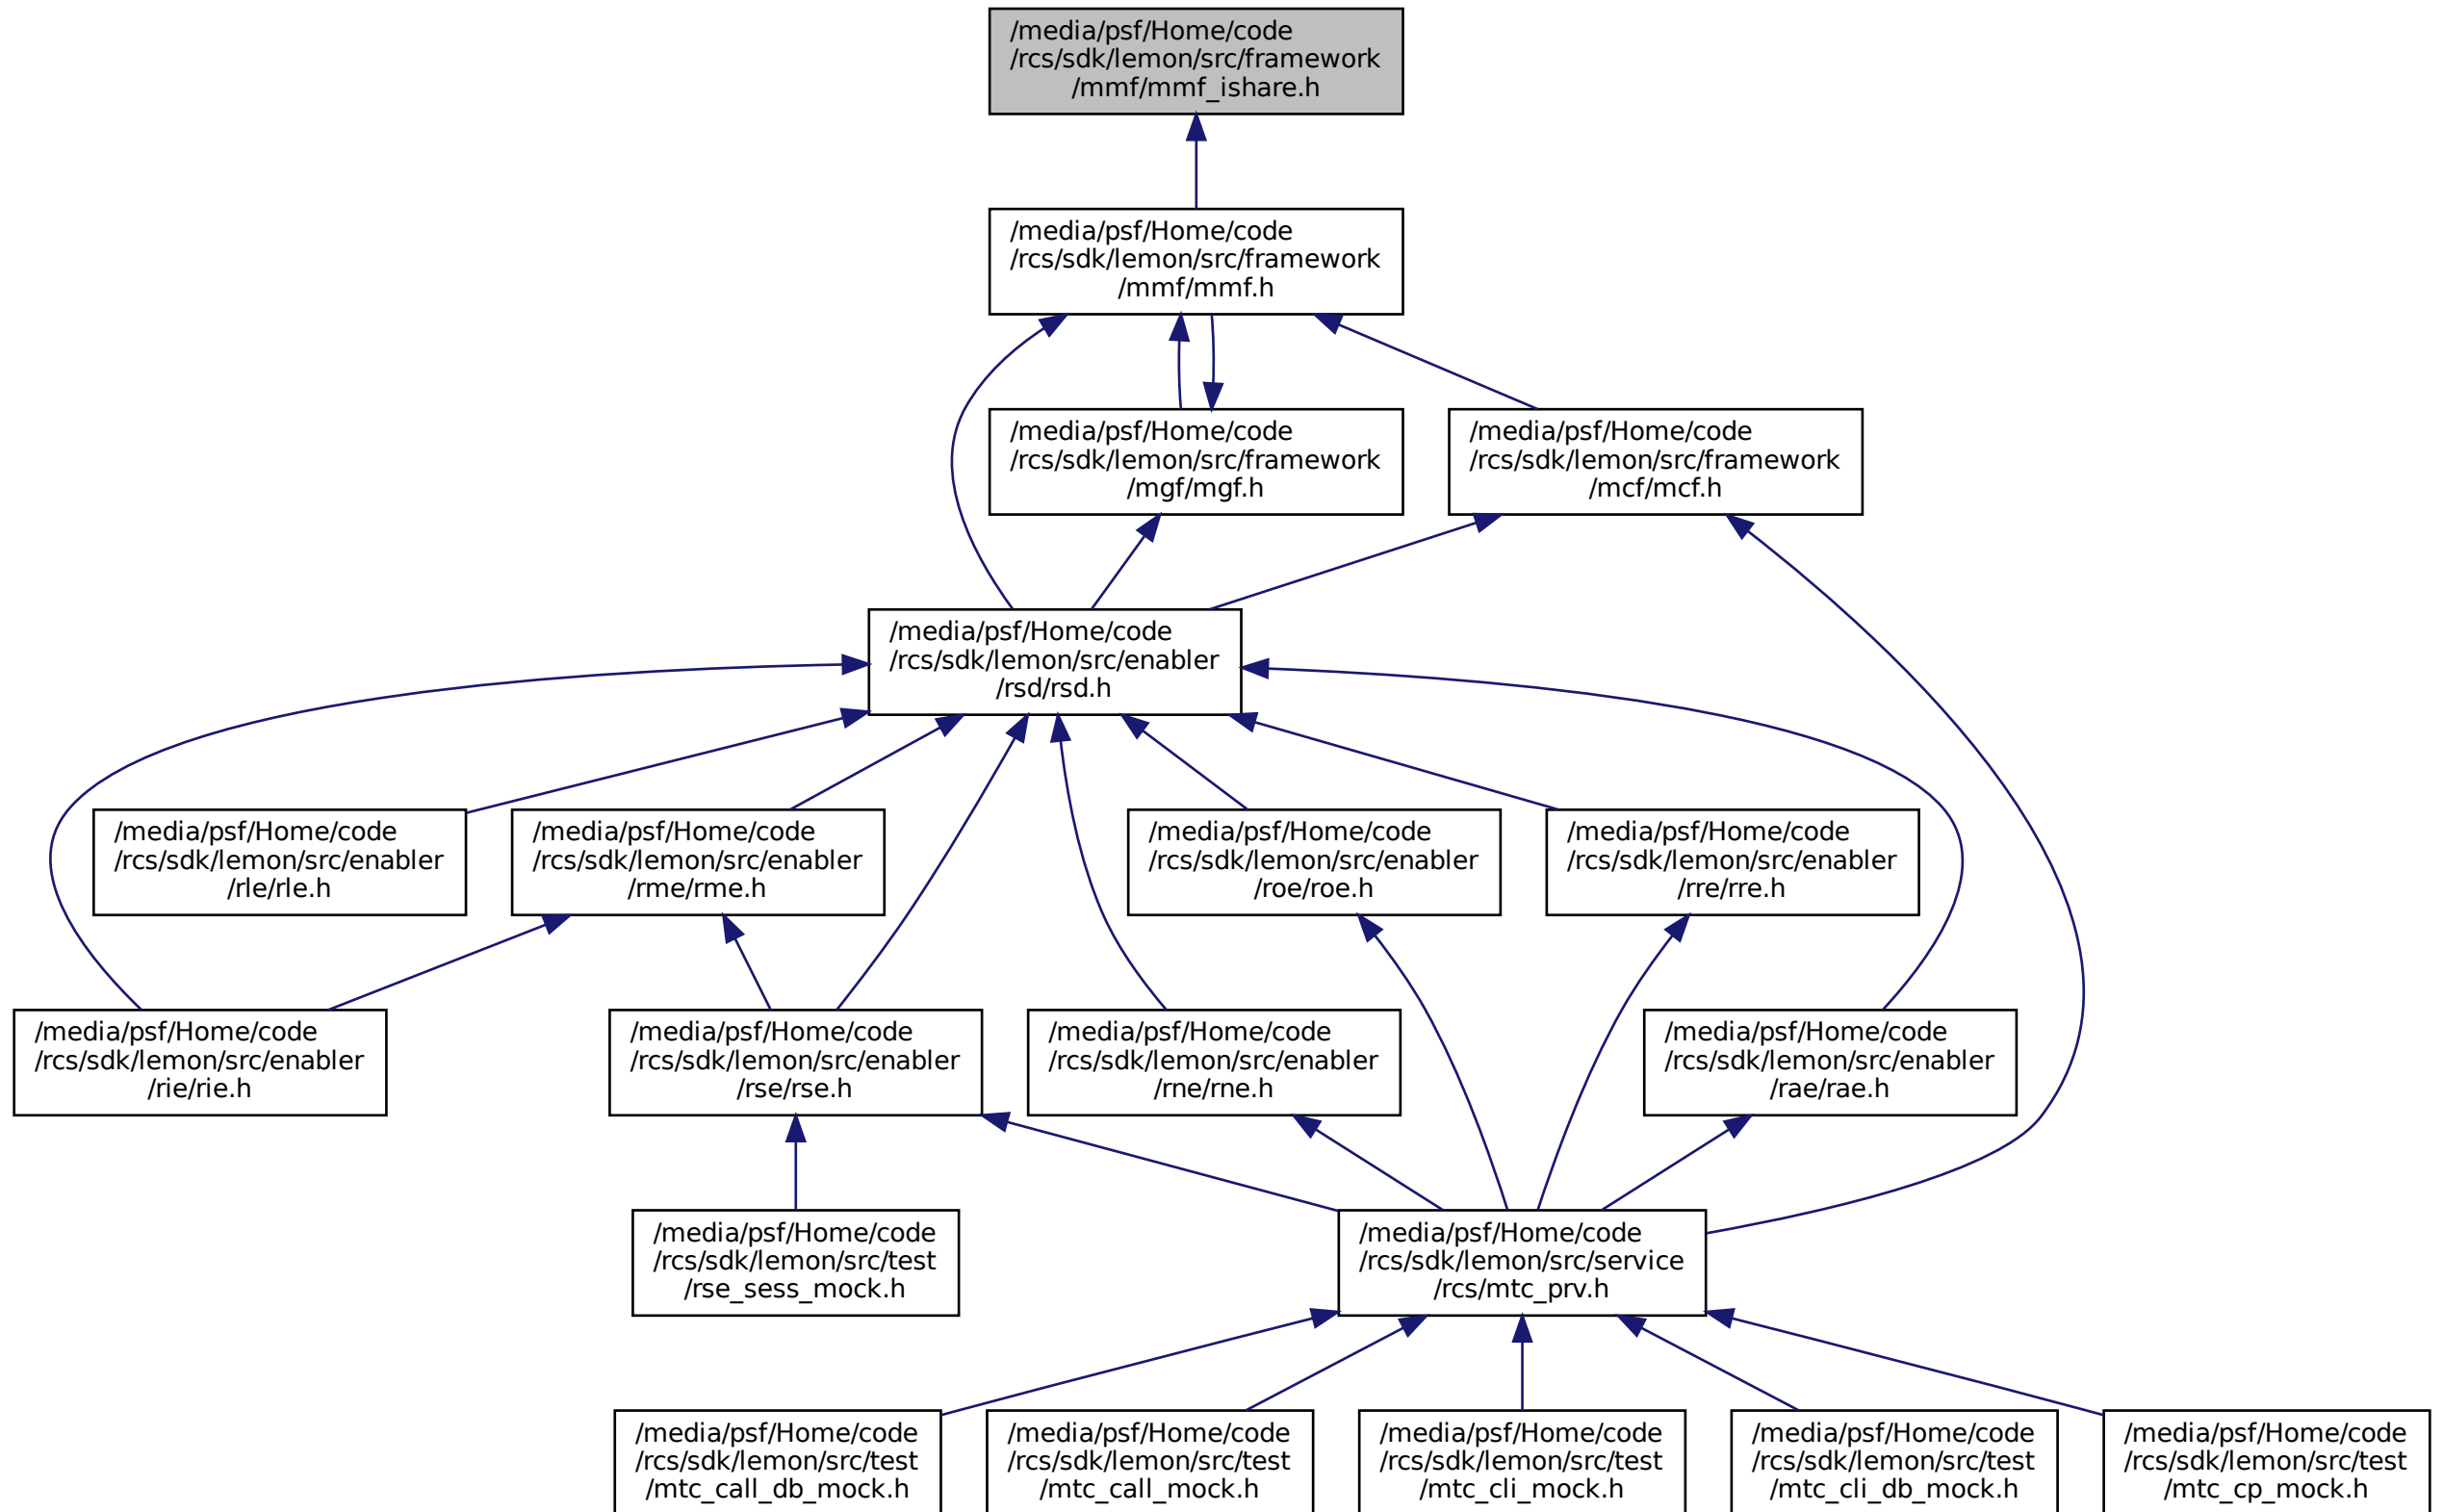 /media/psf/Home/code
/rcs/sdk/lemon/src/framework
/mmf/mmf_ishare.h
/media/psf/Home/code
/rcs/sdk/lemon/src/framework
/mmf/mmf.h
/media/psf/Home/code
/rcs/sdk/lemon/src/framework
/mgf/mgf.h
/media/psf/Home/code
/rcs/sdk/lemon/src/framework
/mcf/mcf.h
/media/psf/Home/code
/rcs/sdk/lemon/src/enabler
/rsd/rsd.h
/media/psf/Home/code
/rcs/sdk/lemon/src/enabler
/rle/rle.h
/media/psf/Home/code
/rcs/sdk/lemon/src/enabler
/rme/rme.h
/media/psf/Home/code
/rcs/sdk/lemon/src/enabler
/roe/roe.h
/media/psf/Home/code
/rcs/sdk/lemon/src/enabler
/rre/rre.h
/media/psf/Home/code
/rcs/sdk/lemon/src/enabler
/rie/rie.h
/media/psf/Home/code
/rcs/sdk/lemon/src/enabler
/rse/rse.h
/media/psf/Home/code
/rcs/sdk/lemon/src/enabler
/rne/rne.h
/media/psf/Home/code
/rcs/sdk/lemon/src/enabler
/rae/rae.h
/media/psf/Home/code
/rcs/sdk/lemon/src/test
/rse_sess_mock.h
/media/psf/Home/code
/rcs/sdk/lemon/src/service
/rcs/mtc_prv.h
/media/psf/Home/code
/rcs/sdk/lemon/src/test
/mtc_call_db_mock.h
/media/psf/Home/code
/rcs/sdk/lemon/src/test
/mtc_call_mock.h
/media/psf/Home/code
/rcs/sdk/lemon/src/test
/mtc_cli_mock.h
/media/psf/Home/code
/rcs/sdk/lemon/src/test
/mtc_cli_db_mock.h
/media/psf/Home/code
/rcs/sdk/lemon/src/test
/mtc_cp_mock.h